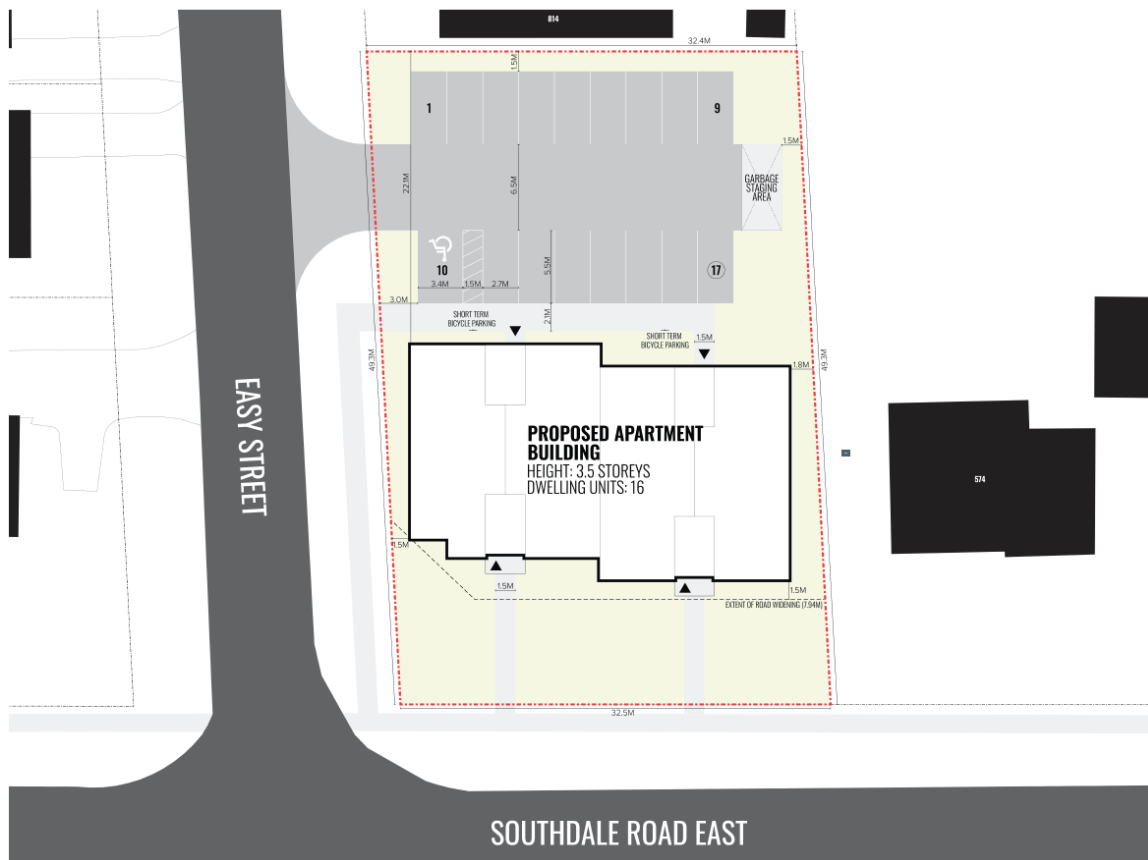 814
32.4M
1.5M
1
9
1.5M
22.1M
6.5M
GARBAGE
STAGING
AREA
10
17
5.5M
3.4M
1.5M
2.7M
3.0M
2.1M
SHORT TERM
BICYCLE PARKING
SHORT TERM
BICYCLE PARKING
1.5M
49.3M
49.3M
1.8M
EASY STREET
PROPOSED APARTMENT
BUILDING
HEIGHT: 3.5 STOREYS
DWELLING UNITS: 16
574
1.5M
1.5M
1.5M
EXTENT OF ROAD WIDENING (7.94M)
32.5M
SOUTHDALE ROAD EAST